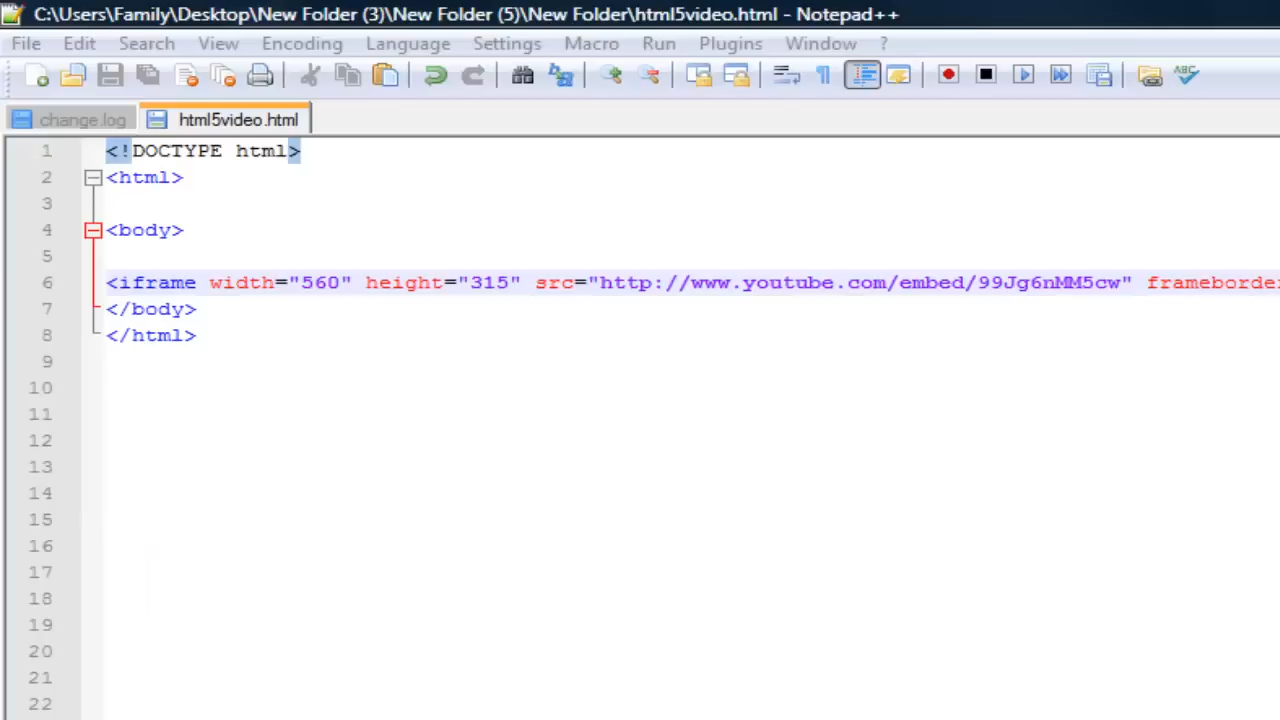 C:\Users\Family\Desktop\New Folder (3)\New Folder (5)\New Folder\html5video.html - Notepad++
File Edit Search View Encoding Language Settings Macro Run Plugins Window ?
change.log html5video.html
1 <!DOCTYPE html>
2 <html>
3
4 <body>
5
6 <iframe width="560" height="315" src="http://www.youtube.com/embed/99Jg6nMM5cw" frameborder
7 </body>
8 </html>
9
10
11
12
13
14
15
16
17
18
19
20
21
22